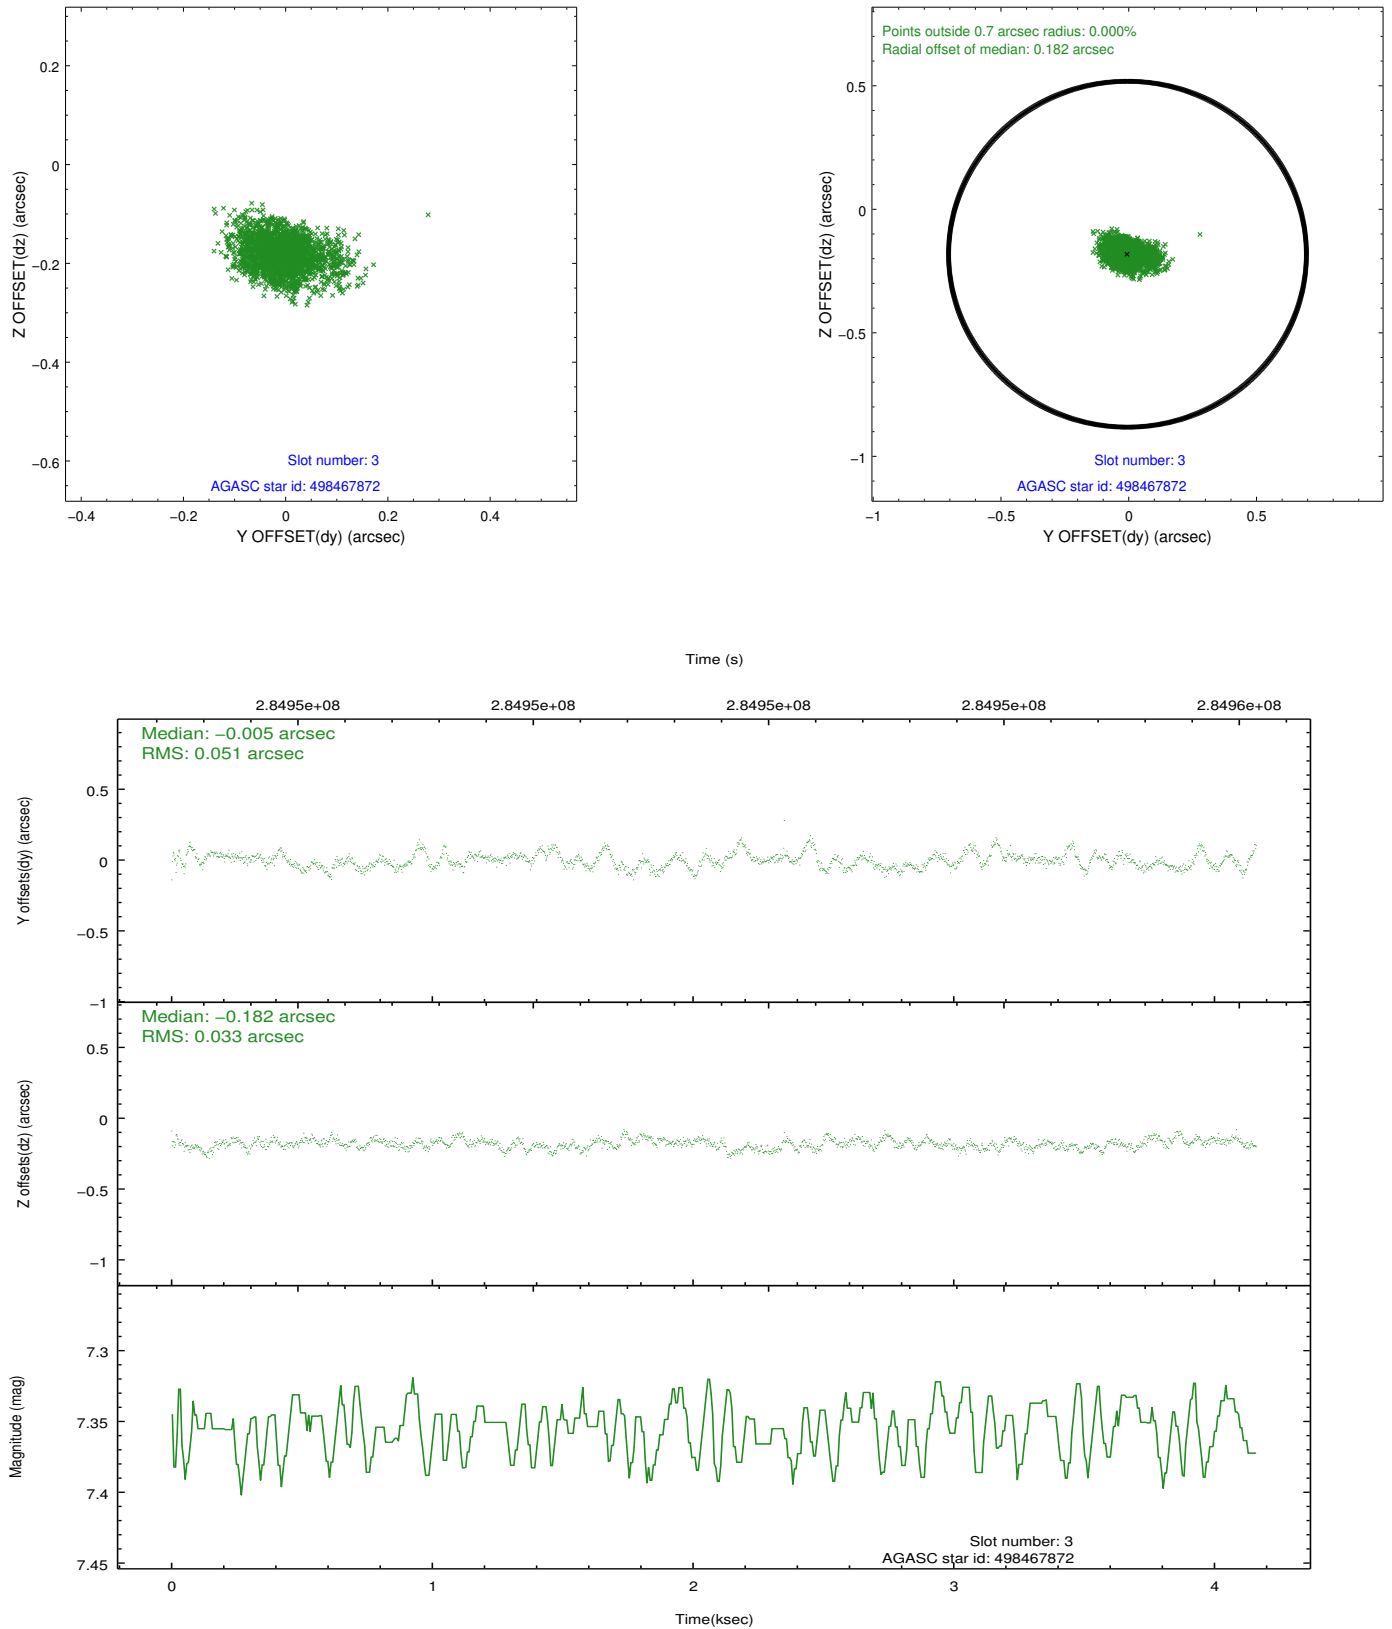 0.2
0
−0.2
−0.4
−0.6
Z OFFSET(dz) (arcsec)
Slot number: 3
AGASC star id: 498467872
−0.4 −0.2 0 0.2 0.4
Y OFFSET(dy) (arcsec)
Points outside 0.7 arcsec radius: 0.000%
Radial offset of median: 0.182 arcsec
0.5
0
−0.5
−1
Z OFFSET(dz) (arcsec)
Slot number: 3
AGASC star id: 498467872
−1 −0.5 0 0.5
Y OFFSET(dy) (arcsec)
Time (s)
2.8495e+08 2.8495e+08 2.8495e+08 2.8495e+08 2.8496e+08
Median: −0.005 arcsec
RMS: 0.051 arcsec
0.5
0
−0.5
−1
Y offsets(dy) (arcsec)
Median: −0.182 arcsec
RMS: 0.033 arcsec
0.5
0
−0.5
−1
Z offsets(dz) (arcsec)
7.3
7.35
7.4
7.45
Magnitude (mag)
Slot number: 3
AGASC star id: 498467872
0 1 2 3 4
Time(ksec)